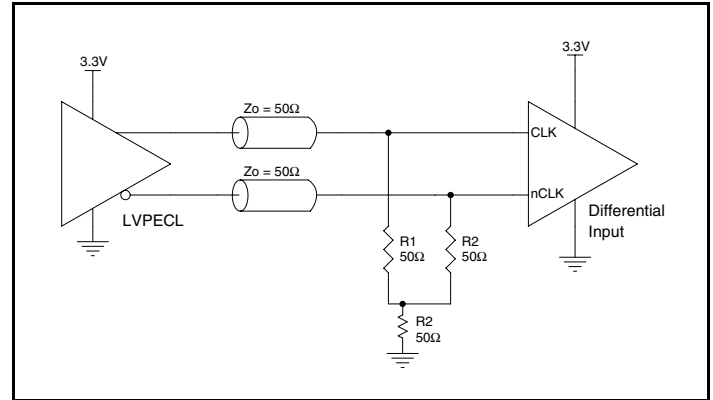 3.3V
3.3V
Zo = 50Ω
CLK
Zo = 50Ω
nCLK
LVPECL
Differential
Input
R1
50Ω
R2
50Ω
R2
50Ω